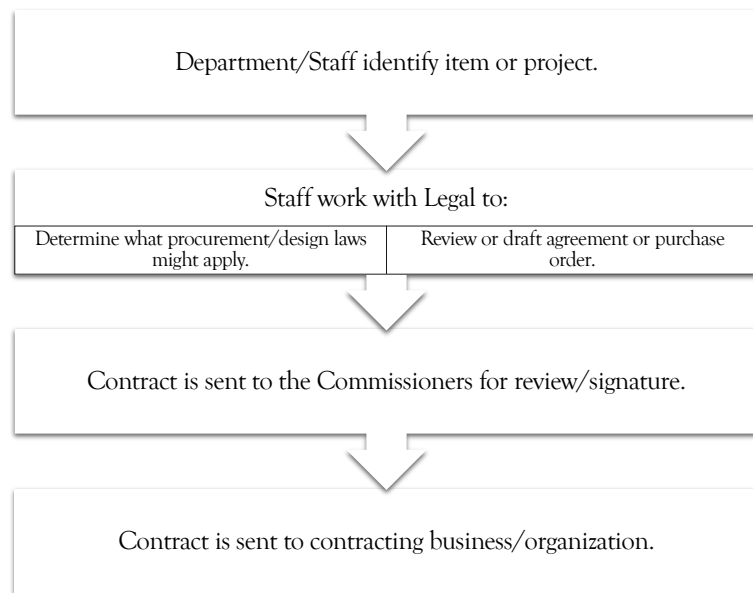 Department/Staff identify item or project.
Staff work with Legal to:
Determine what procurement/design laws
might apply.
Review or draft agreement or purchase
order.
Contract is sent to the Commissioners for review/signature.
Contract is sent to contracting business/organization.